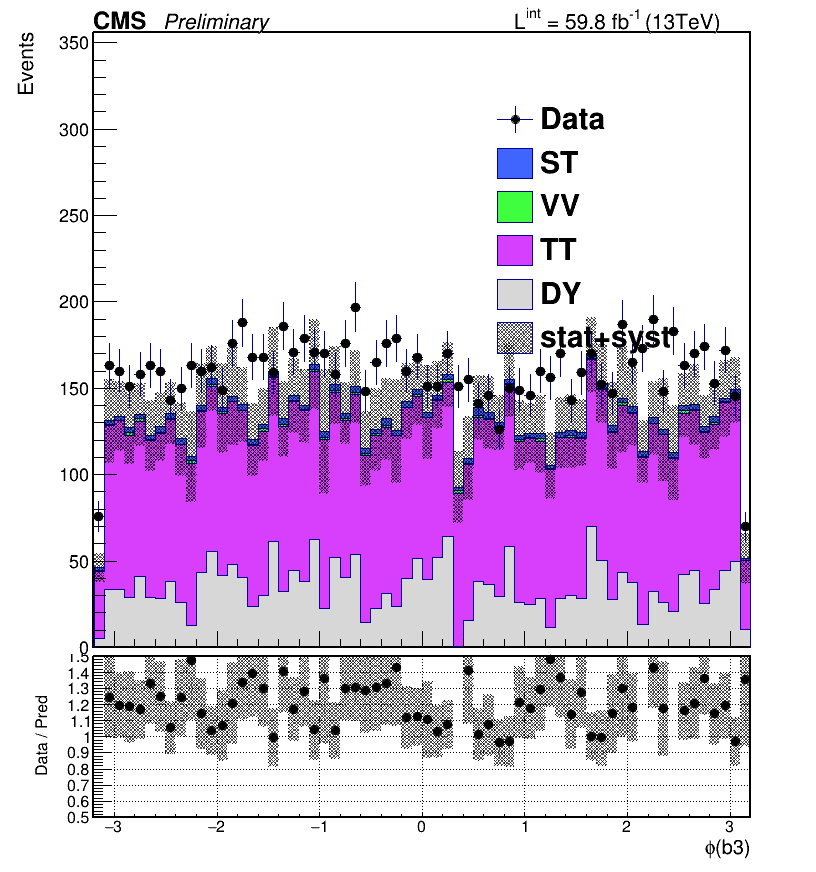 CMS Preliminary L^int = 59.8 fb^-1 (13TeV)
Events
350
300
250
200
150
100
50
0
Data
ST
VV
TT
DY
stat+syst
Data / Pred
1.5
1.4
1.3
1.2
1.1
1
0.9
0.8
0.7
0.6
0.5
−3 −2 −1 0 1 2 3
ϕ(b3)